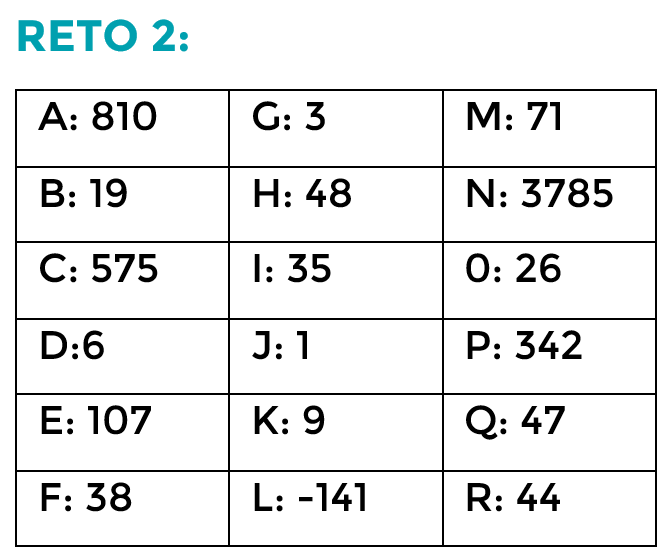 RETO 2:
A: 810 G: 3 M: 71
B: 19 H: 48 N: 3785
C: 575 I: 35 0: 26
D:6 J: 1 P: 342
E: 107 K: 9 Q: 47
F: 38 L: -141 R: 44